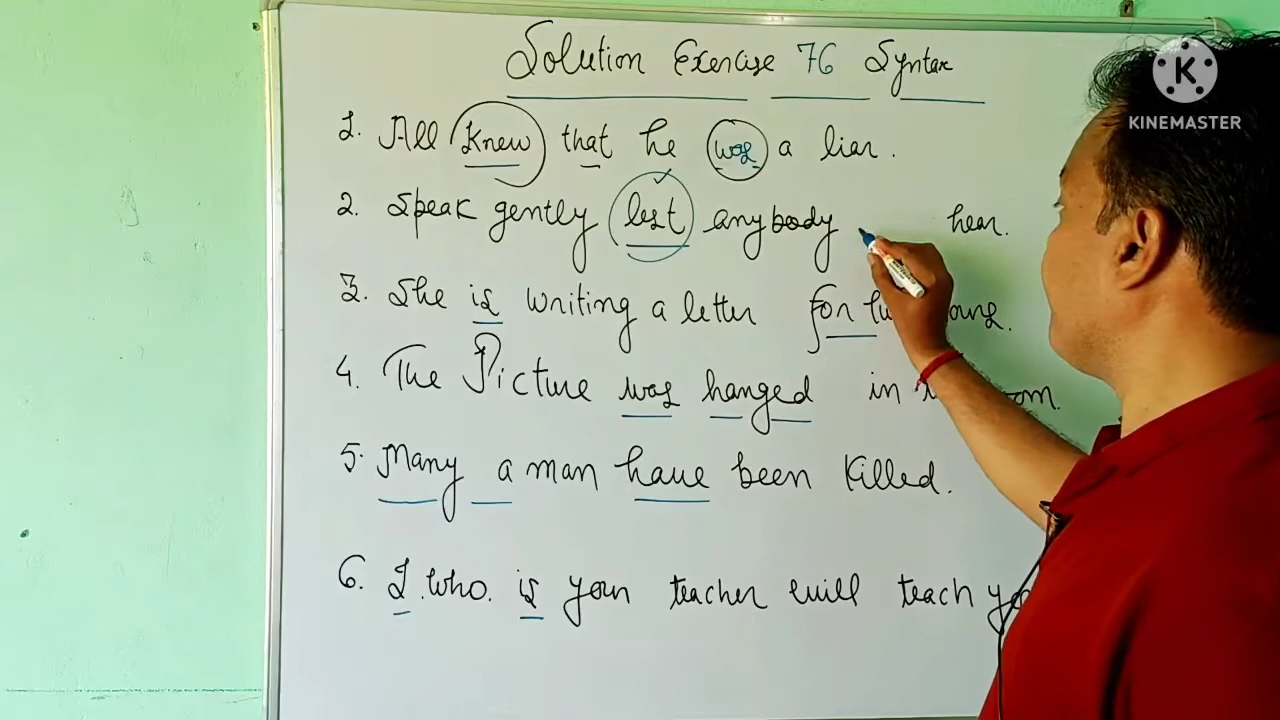 Solution Exercise 76 Syntax
1. All knew that he was a liar.
2. Speak gently lest anybody hear.
3. She is writing a letter for
4. The Picture was hanged in
5. Many a man have been killed.
6. I who is your teacher will teach
K
KINEMASTER